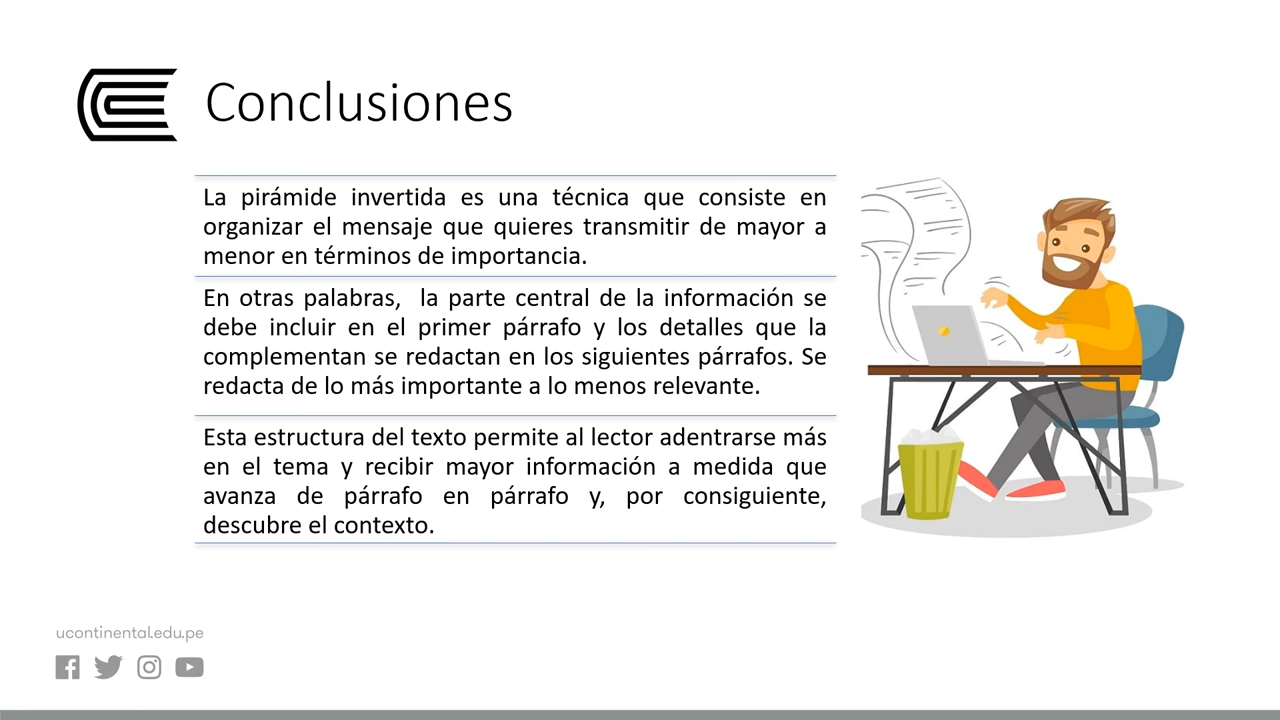 Conclusiones
La pirámide invertida es una técnica que consiste en
organizar el mensaje que quieres transmitir de mayor a
menor en términos de importancia.
En otras palabras,  la parte central de la información se
debe incluir en el primer párrafo y los detalles que la
complementan se redactan en los siguientes párrafos. Se
redacta de lo más importante a lo menos relevante.
Esta estructura del texto permite al lector adentrarse más
en el tema y recibir mayor información a medida que
avanza de párrafo en párrafo y, por consiguiente,
descubre el contexto.
ucontinental.edu.pe